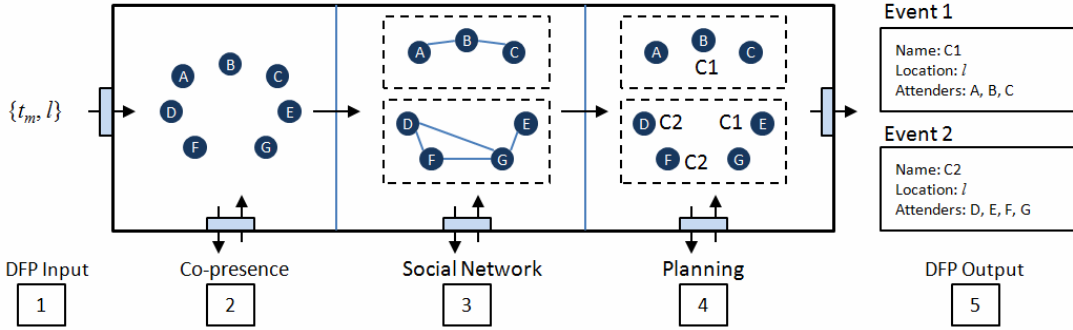 {t_m, l}
A
B
C
D
E
F
G
A
B
C
D
E
F
G
A
B
C
C1
D
C2
C1
E
F
C2
G
Event 1
Name: C1
Location: l
Attenders: A, B, C
Event 2
Name: C2
Location: l
Attenders: D, E, F, G
DFP Input
1
Co-presence
2
Social Network
3
Planning
4
DFP Output
5